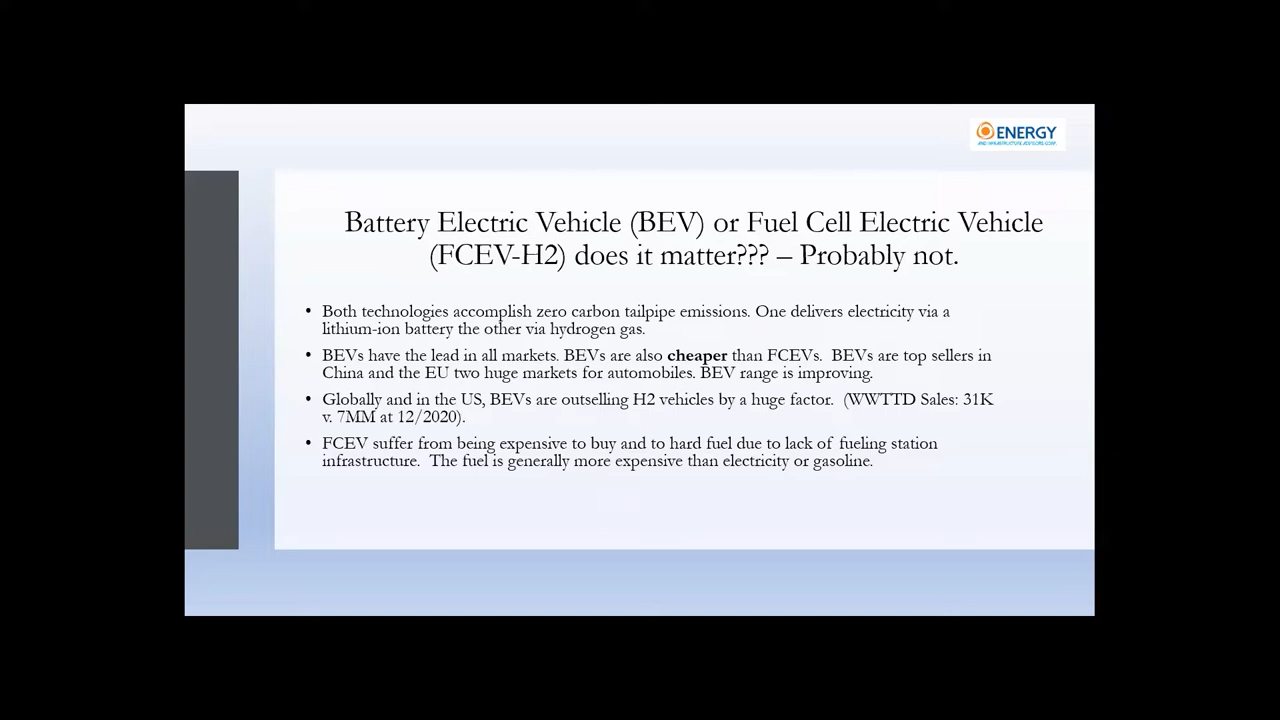 ENERGY
AND INFRASTRUCTURE ADVISORS CORP.
Battery Electric Vehicle (BEV) or Fuel Cell Electric Vehicle
(FCEV-H2) does it matter??? – Probably not.
• Both technologies accomplish zero carbon tailpipe emissions. One delivers electricity via a
lithium-ion battery the other via hydrogen gas.
• BEVs have the lead in all markets. BEVs are also cheaper than FCEVs. BEVs are top sellers in
China and the EU two huge markets for automobiles. BEV range is improving.
• Globally and in the US, BEVs are outselling H2 vehicles by a huge factor. (WWTTD Sales: 31K
v. 7MM at 12/2020).
• FCEV suffer from being expensive to buy and to hard fuel due to lack of fueling station
infrastructure. The fuel is generally more expensive than electricity or gasoline.